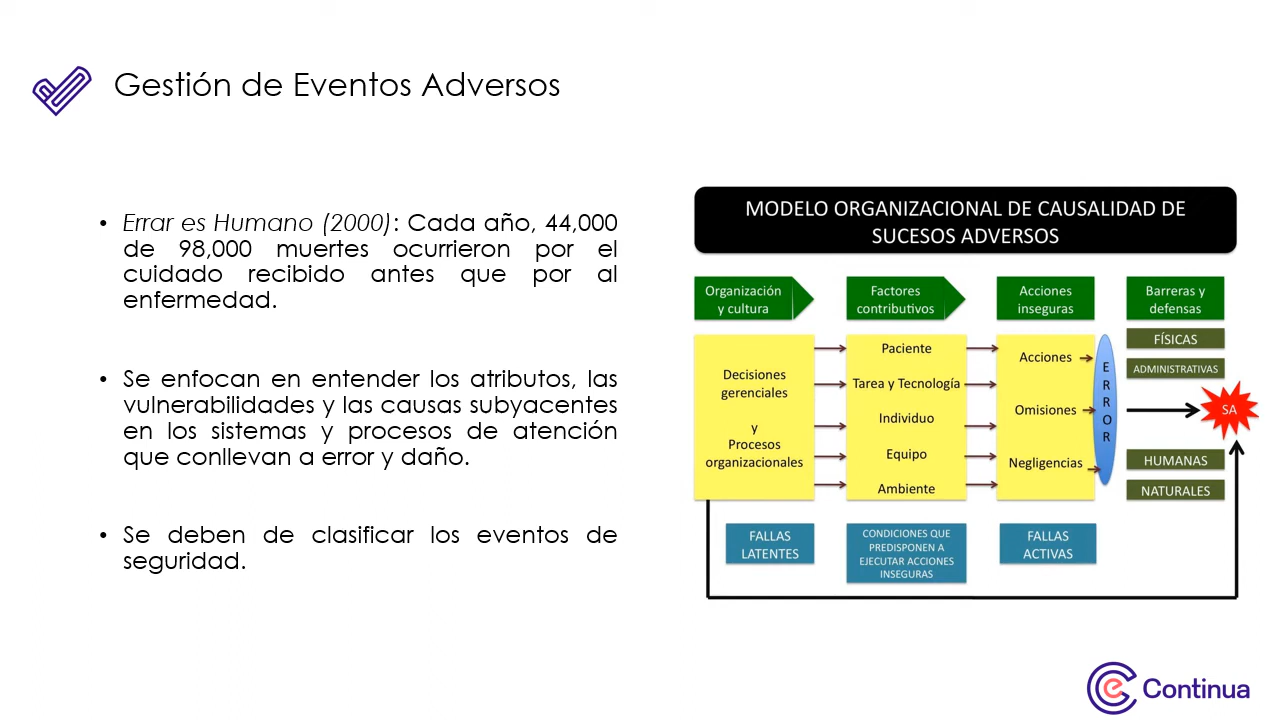 Gestión de Eventos Adversos
• Errar es Humano (2000): Cada año, 44,000
de 98,000 muertes ocurrieron por el
cuidado recibido antes que por al
enfermedad.
• Se enfocan en entender los atributos, las
vulnerabilidades y las causas subyacentes
en los sistemas y procesos de atención
que conllevan a error y daño.
• Se deben de clasificar los eventos de
seguridad.
MODELO ORGANIZACIONAL DE CAUSALIDAD DE
SUCESOS ADVERSOS
Organización
y cultura
Factores
contributivos
Acciones
inseguras
Barreras y
defensas
Decisiones
gerenciales
y
Procesos
organizacionales
Paciente
Tarea y Tecnología
Individuo
Equipo
Ambiente
Acciones
Omisiones
Negligencias
E
R
R
O
R
FÍSICAS
ADMINISTRATIVAS
SA
HUMANAS
NATURALES
FALLAS
LATENTES
CONDICIONES QUE
PREDISPONEN A
EJECUTAR ACCIONES
INSEGURAS
FALLAS
ACTIVAS
Continua